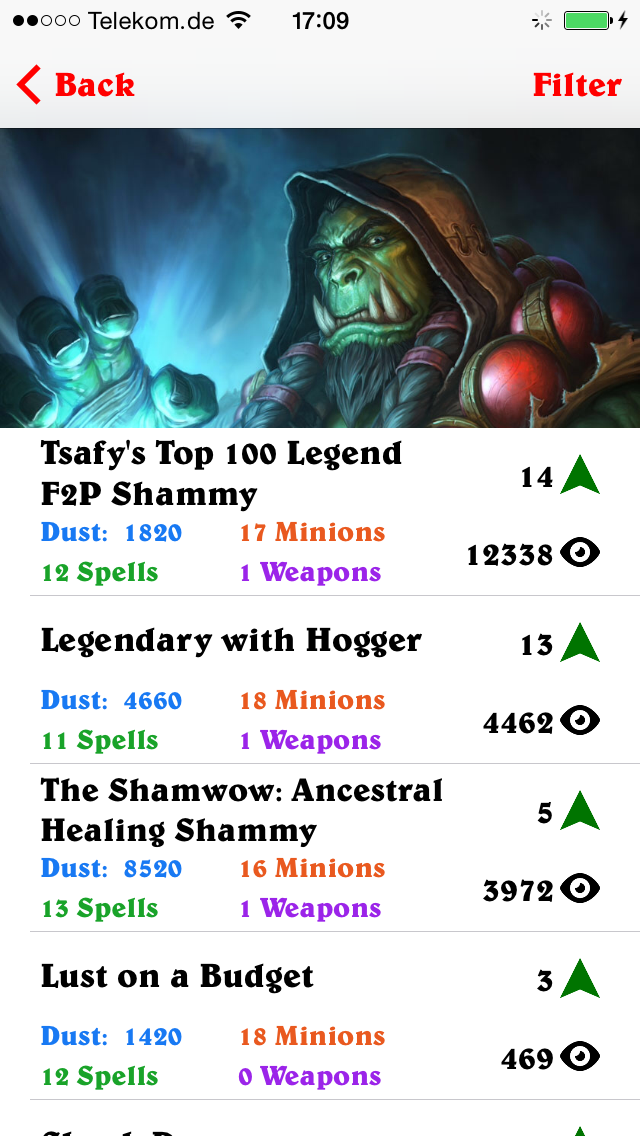 Telekom.de 17:09
Back Filter
Tsafy's Top 100 Legend
F2P Shammy
14
Dust: 1820 17 Minions
12338
12 Spells 1 Weapons
Legendary with Hogger
13
Dust: 4660 18 Minions
4462
11 Spells 1 Weapons
The Shamwow: Ancestral
Healing Shammy
5
Dust: 8520 16 Minions
3972
13 Spells 1 Weapons
Lust on a Budget
3
Dust: 1420 18 Minions
469
12 Spells 0 Weapons